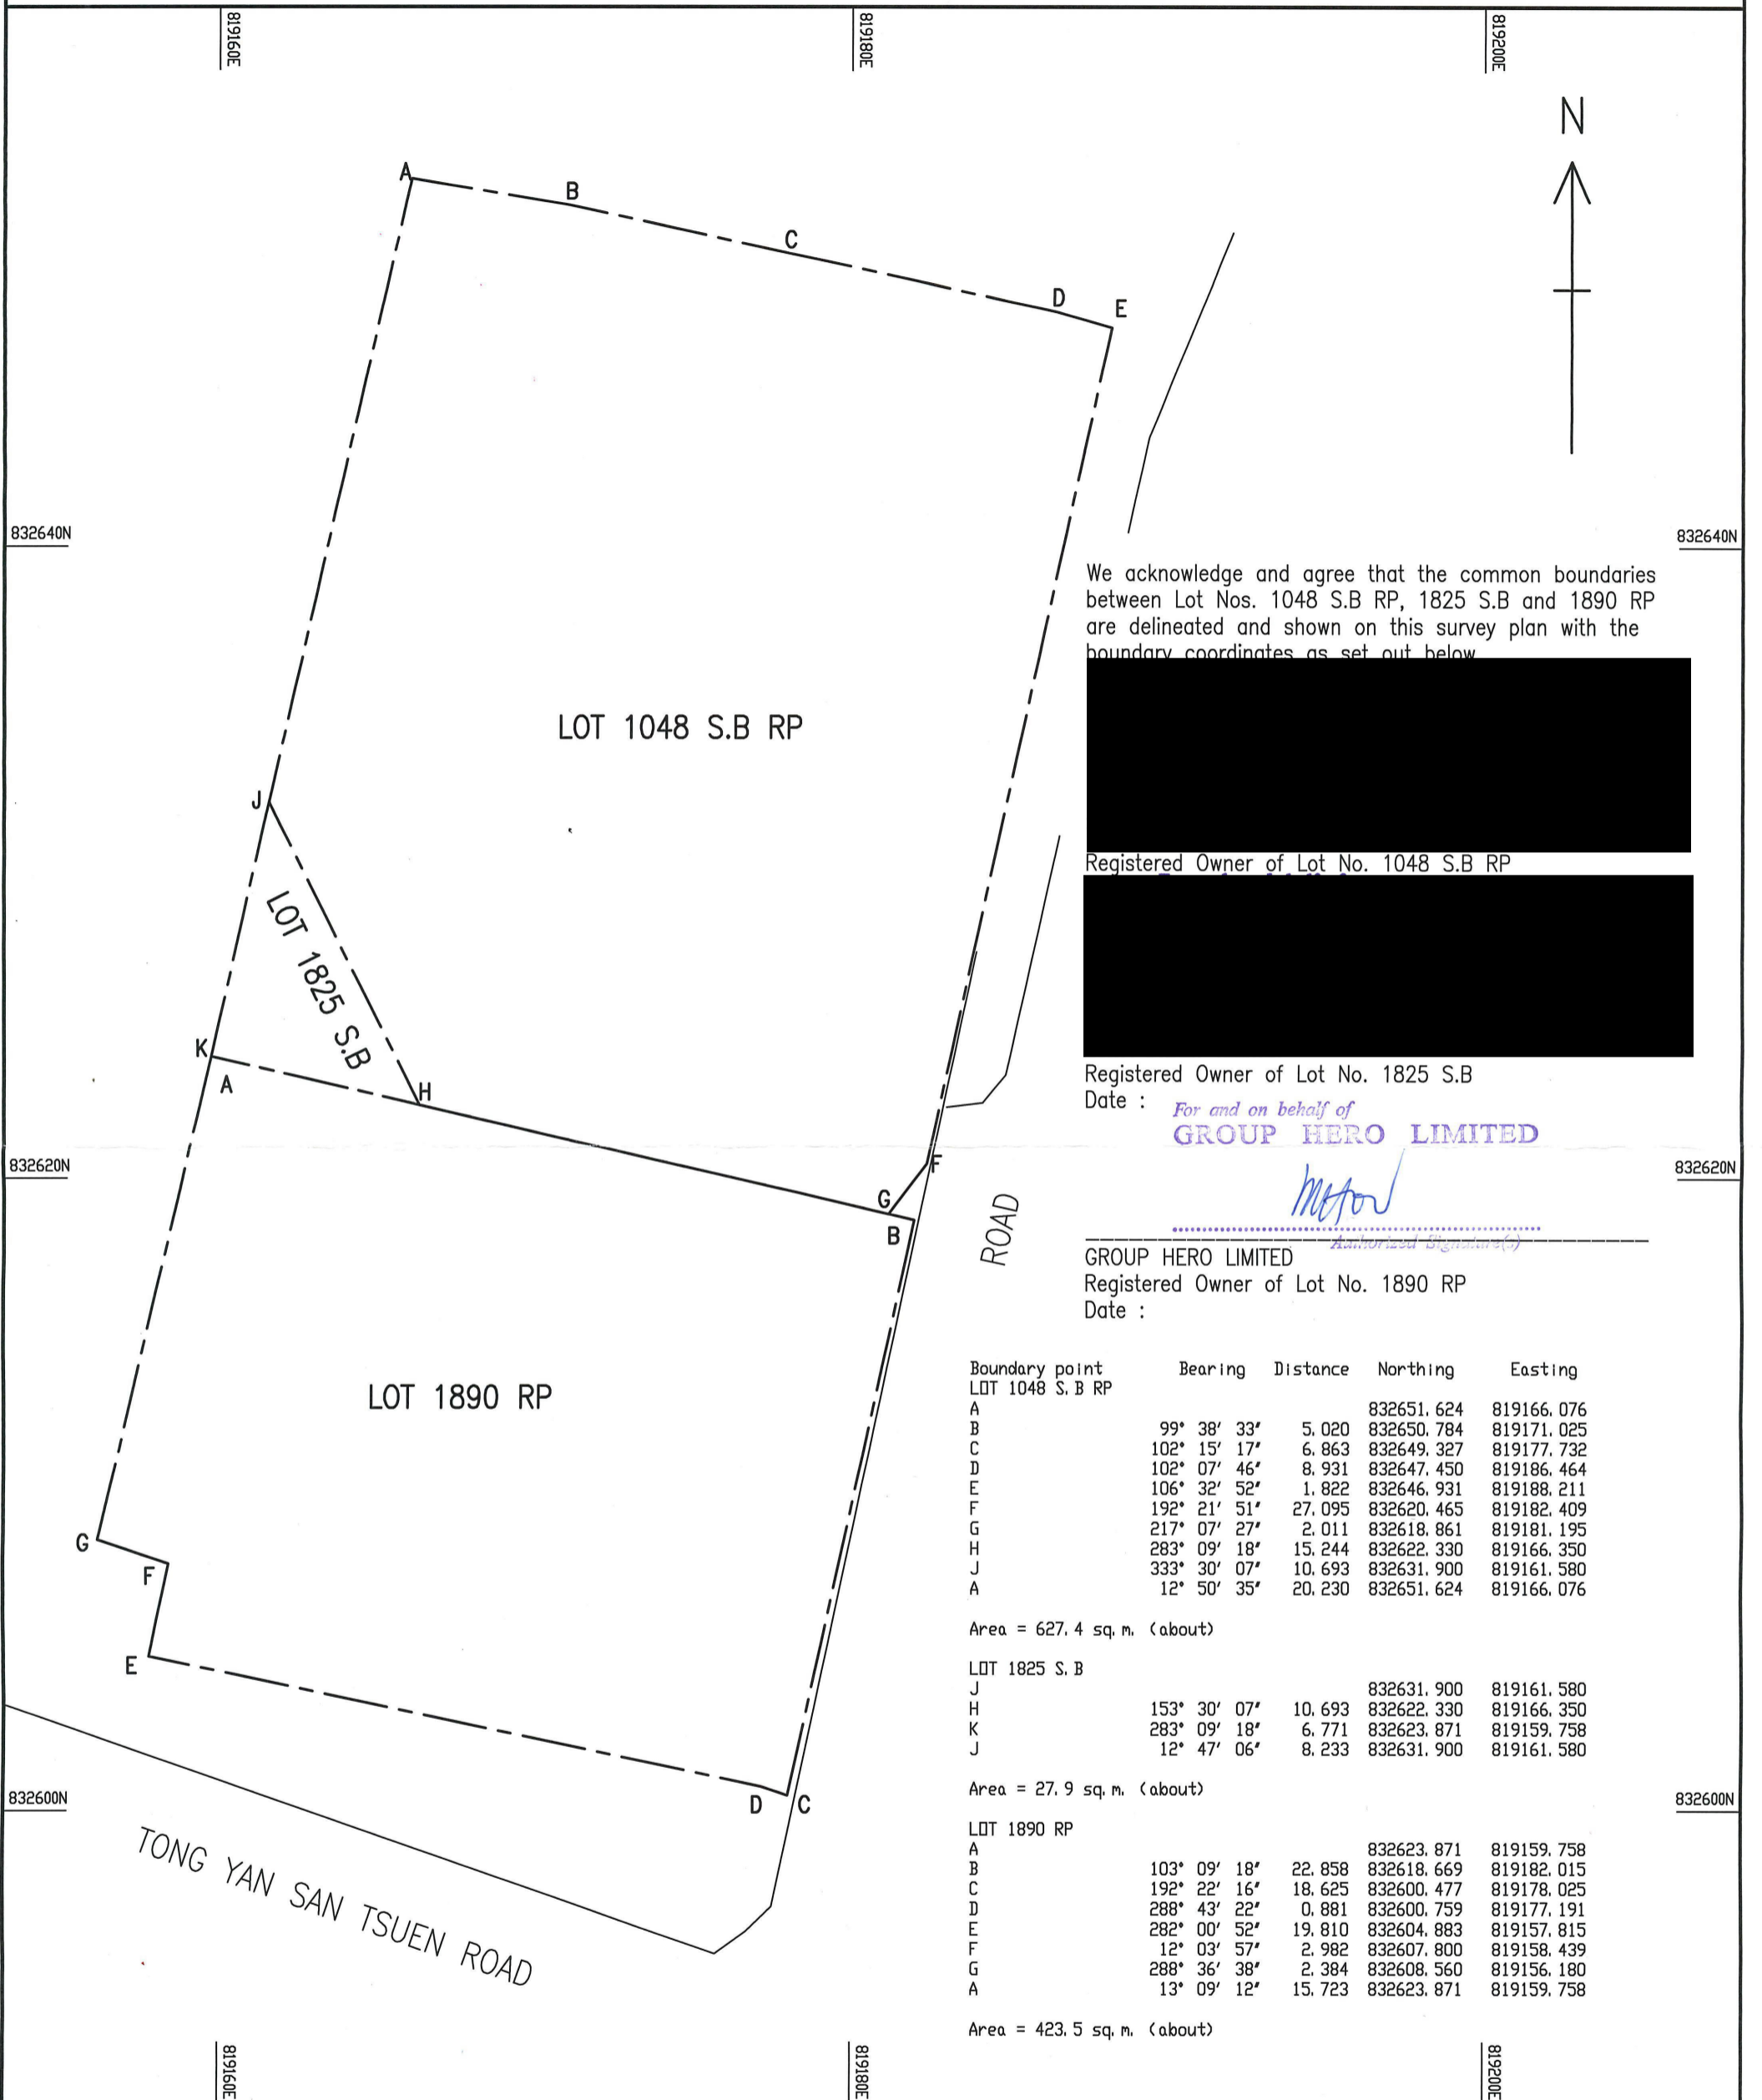 819160E
819180E
819200E
N
A
B
C
D
E
832640N
832640N
We acknowledge and agree that the common boundaries
between Lot Nos. 1048 S.B RP, 1825 S.B and 1890 RP
are delineated and shown on this survey plan with the
boundary coordinates as set out below
LOT 1048 S.B RP
J
Registered Owner of Lot No. 1048 S.B RP
LOT 1825 S.B
K
A
H
Registered Owner of Lot No. 1825 S.B
Date :
For and on behalf of
GROUP HERO LIMITED
832620N
F
832620N
G
B
ROAD
Authorized Signature(s)
GROUP HERO LIMITED
Registered Owner of Lot No. 1890 RP
Date :
LOT 1890 RP
G
F
E
D
C
832600N
832600N
TONG YAN SAN TSUEN ROAD
Boundary point Bearing Distance Northing Easting
LOT 1048 S.B RP
A 832651.624 819166.076
B 99° 38' 33" 5.020 832650.784 819171.025
C 102° 15' 17" 6.863 832649.327 819177.732
D 102° 07' 46" 8.931 832647.450 819186.464
E 106° 32' 52" 1.822 832646.931 819188.211
F 192° 21' 51" 27.095 832620.465 819182.409
G 217° 07' 27" 2.011 832618.861 819181.195
H 283° 09' 18" 15.244 832622.330 819166.350
J 333° 30' 07" 10.693 832631.900 819161.580
A 12° 50' 35" 20.230 832651.624 819166.076
Area = 627.4 sq.m. (about)
LOT 1825 S.B
J 832631.900 819161.580
H 153° 30' 07" 10.693 832622.330 819166.350
K 283° 09' 18" 6.771 832623.871 819159.758
J 12° 47' 06" 8.233 832631.900 819161.580
Area = 27.9 sq.m. (about)
LOT 1890 RP
A 832623.871 819159.758
B 103° 09' 18" 22.858 832618.669 819182.015
C 192° 22' 16" 18.625 832600.477 819178.025
D 288° 43' 22" 0.881 832600.759 819177.191
E 282° 00' 52" 19.810 832604.883 819157.815
F 12° 03' 57" 2.982 832607.800 819158.439
G 288° 36' 38" 2.384 832608.560 819156.180
A 13° 09' 12" 15.723 832623.871 819159.758
Area = 423.5 sq.m. (about)
819160E
819180E
819200E